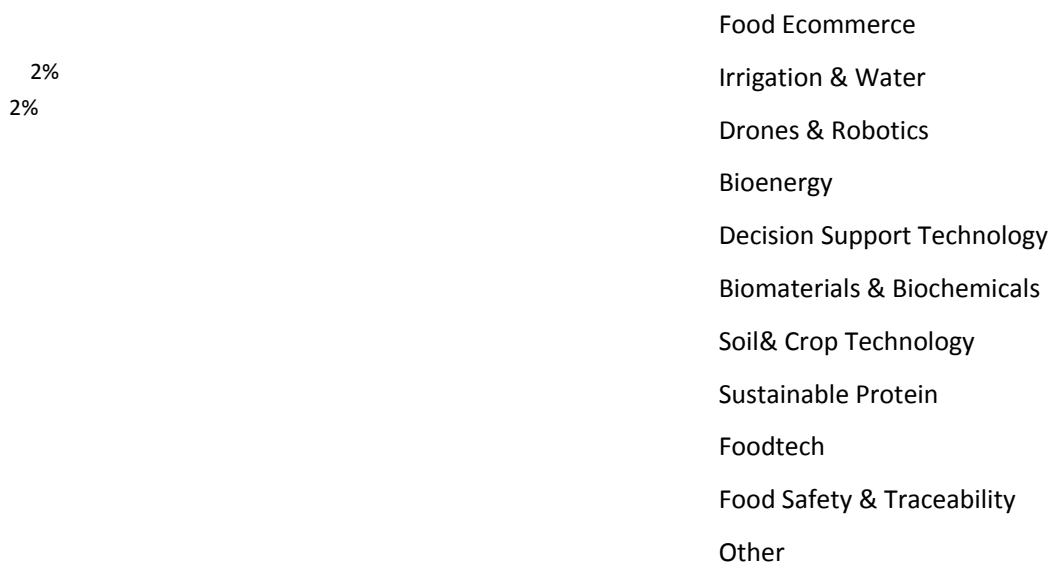 2%
2%
Food Ecommerce
Irrigation & Water
Drones & Robotics
Bioenergy
Decision Support Technology
Biomaterials & Biochemicals
Soil& Crop Technology
Sustainable Protein
Foodtech
Food Safety & Traceability
Other